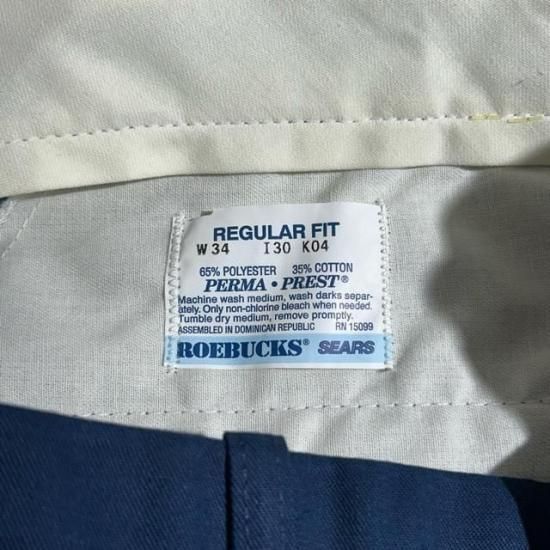 REGULAR FIT
W 34 I30 K04
65% POLYESTER 35% COTTON
PERMA • PREST®
Machine wash medium, wash darks separ-
ately. Only non-chlorine bleach when needed.
Tumble dry medium, remove promptly.
ASSEMBLED IN DOMINICAN REPUBLIC RN 15099
ROEBUCKS® SEARS